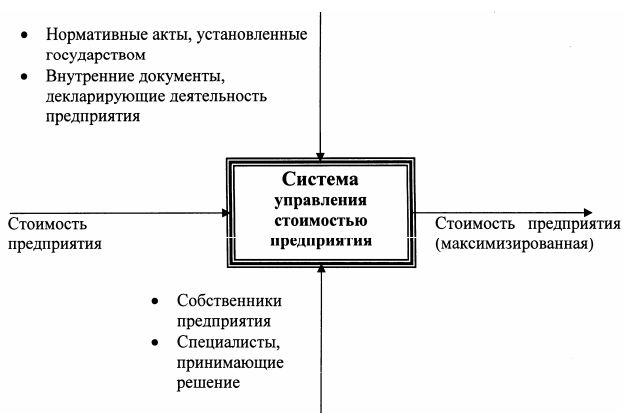 • Нормативные акты, установленные
государством
• Внутренние документы,
декларирующие деятельность
предприятия
Система
управления
стоимостью
предприятия
Стоимость
предприятия
Стоимость предприятия
(максимизированная)
• Собственники
предприятия
• Специалисты,
принимающие
решение